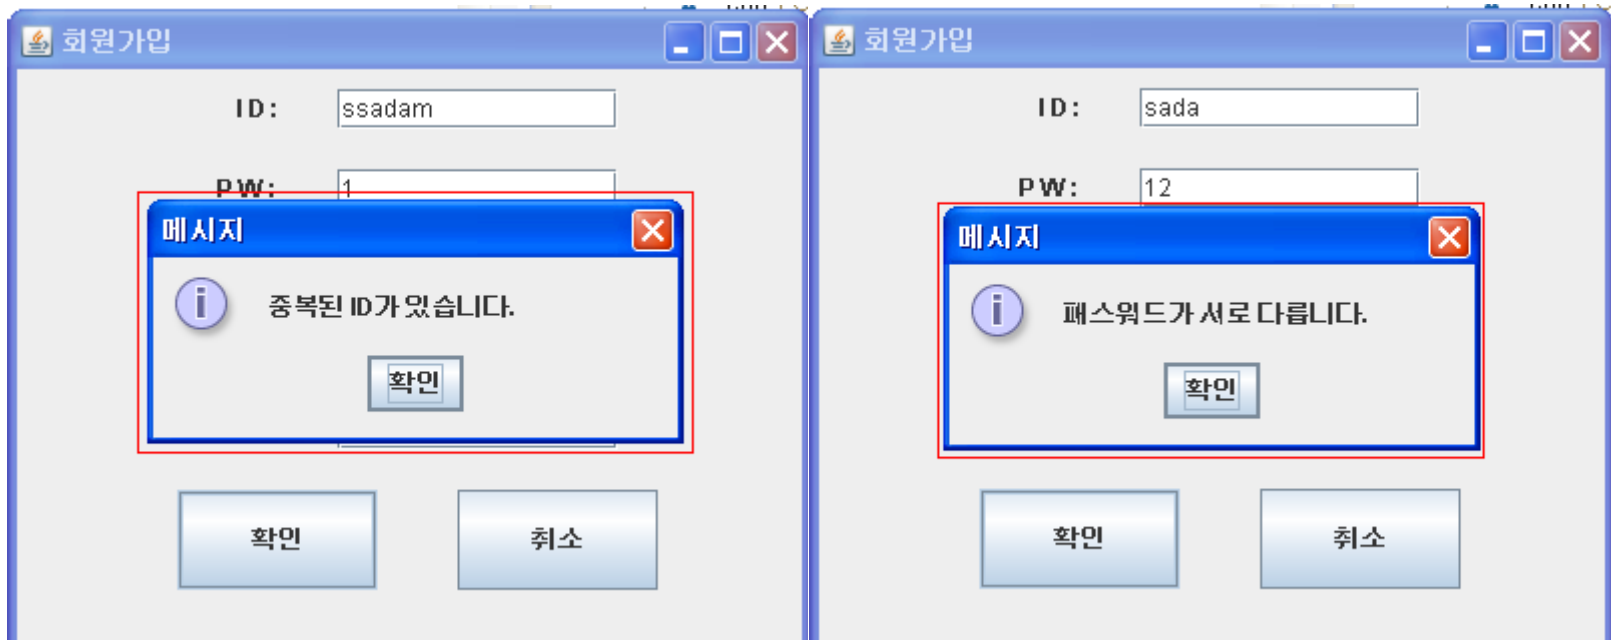 회원가입
ID:
ssadam
PW:
1
메시지
중복된 ID가 있습니다.
확인
확인
취소
회원가입
ID:
sada
PW:
12
메시지
패스워드가 서로 다릅니다.
확인
확인
취소